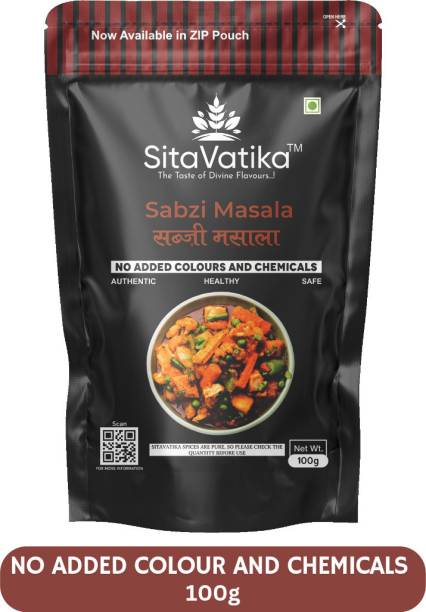 OPEN HERE
Now Available in ZIP Pouch
SitaVatika™
The Taste of Divine Flavours..!
Sabzi Masala
सब्जी मसाला
NO ADDED COLOURS AND CHEMICALS
AUTHENTIC HEALTHY SAFE
Scan
FOR MORE INFORMATION
SITAVATIKA SPICES ARE PURE, SO PLEASE CHECK THE
QUANTITY BEFORE USE
Net Wt.
100g
NO ADDED COLOUR AND CHEMICALS
100g